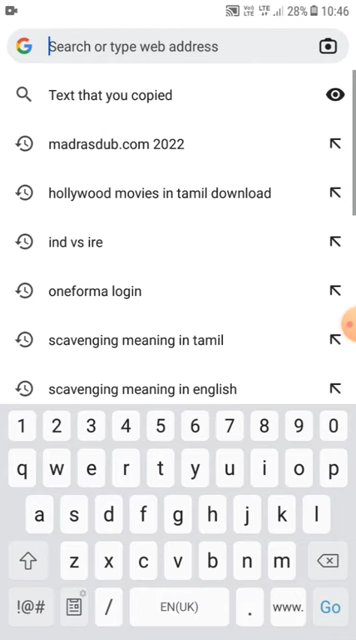 Vo) LTE LTE 28% 10:46
Search or type web address
Text that you copied
madrasdub.com 2022
hollywood movies in tamil download
ind vs ire
oneforma login
scavenging meaning in tamil
scavenging meaning in english
1 2 3 4 5 6 7 8 9 0
q w e r t y u i o p
a s d f g h j k l
z x c v b n m
!@# / EN(UK) . www. Go